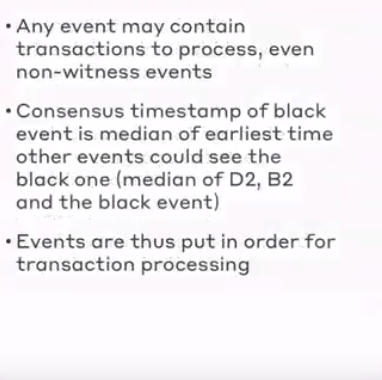 • Any event may contain
transactions to process, even
non-witness events
• Consensus timestamp of black
event is median of earliest time
other events could see the
black one (median of D2, B2
and the black event)
• Events are thus put in order for
transaction processing